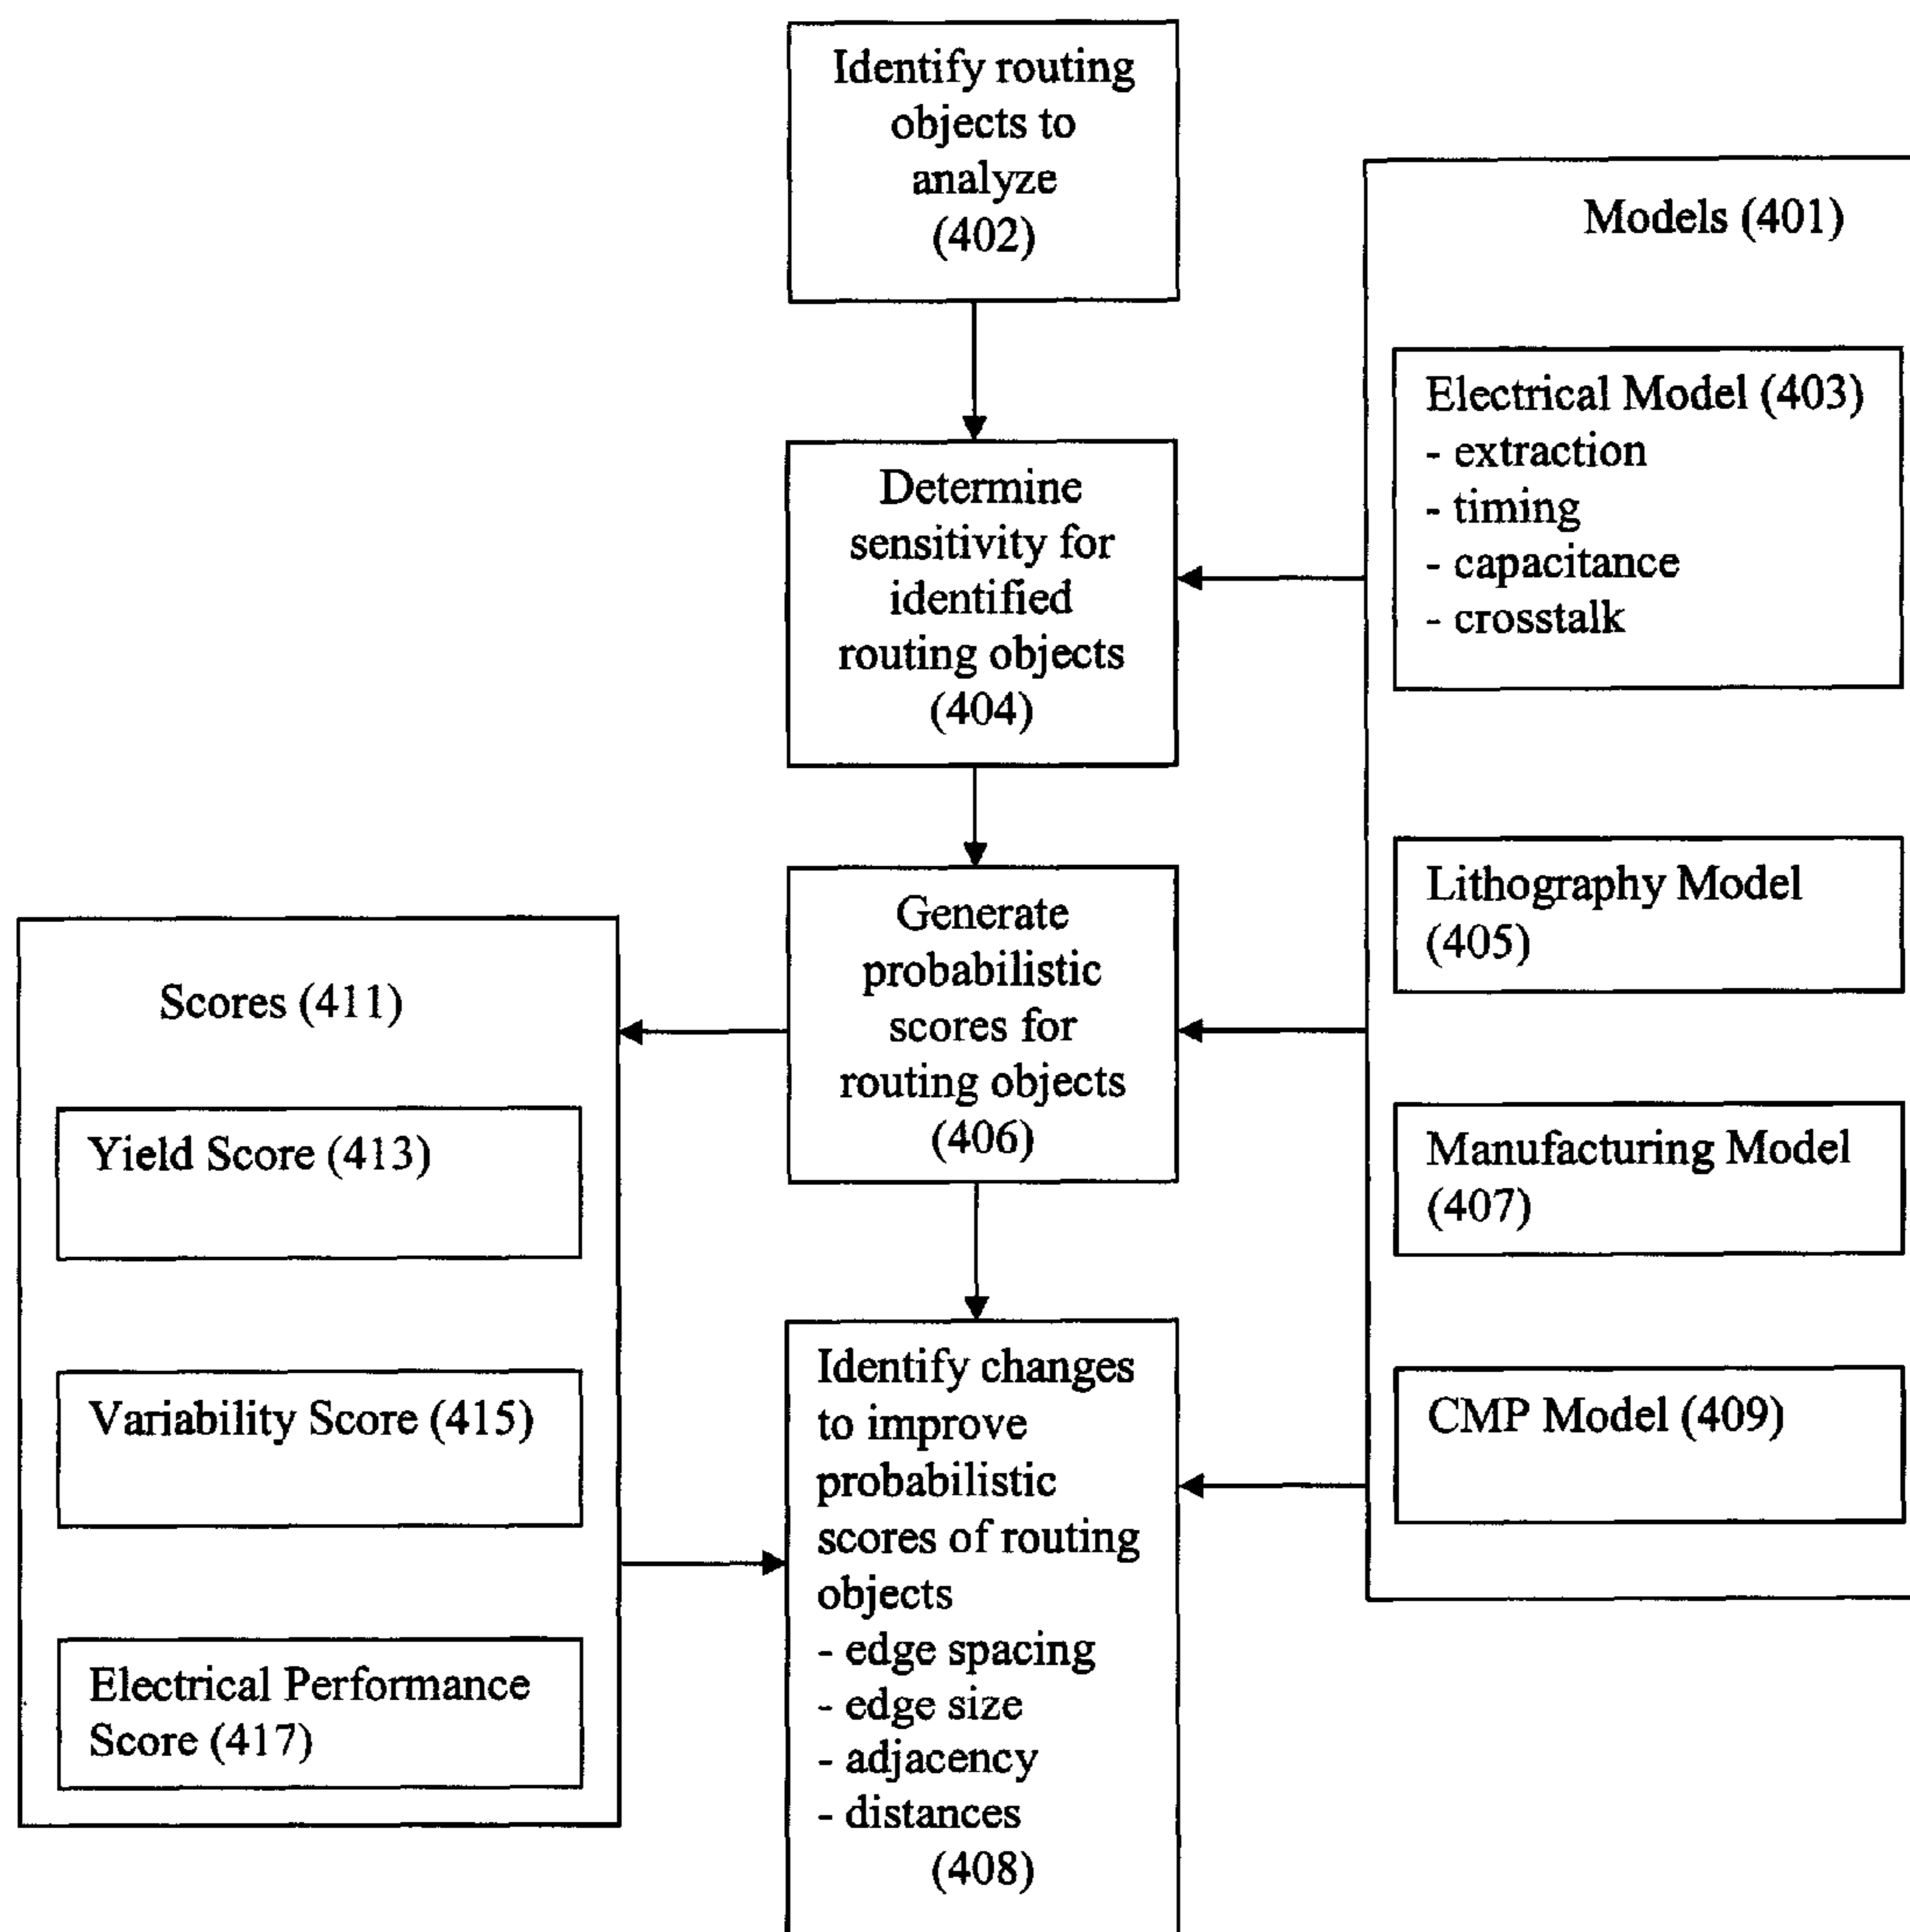 Identify routing
objects to
analyze
(402)
Models (401)
Electrical Model (403)
- extraction
- timing
- capacitance
- crosstalk
Determine
sensitivity for
identified
routing objects
(404)
Lithography Model
(405)
Generate
probabilistic
scores for
routing objects
(406)
Scores (411)
Yield Score (413)
Manufacturing Model
(407)
Variability Score (415)
CMP Model (409)
Identify changes
to improve
probabilistic
scores of routing
objects
- edge spacing
- edge size
- adjacency
- distances
(408)
Electrical Performance
Score (417)